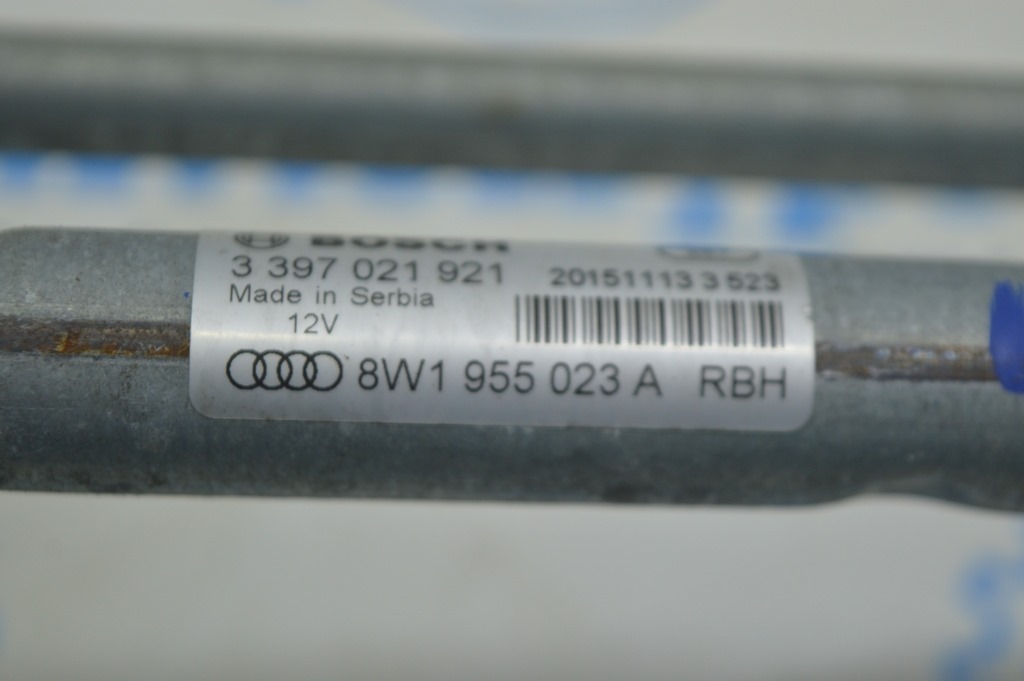 BOSCH
3 397 021 921
20151113 3 523
Made in Serbia
12V
8W1 955 023 A RBH